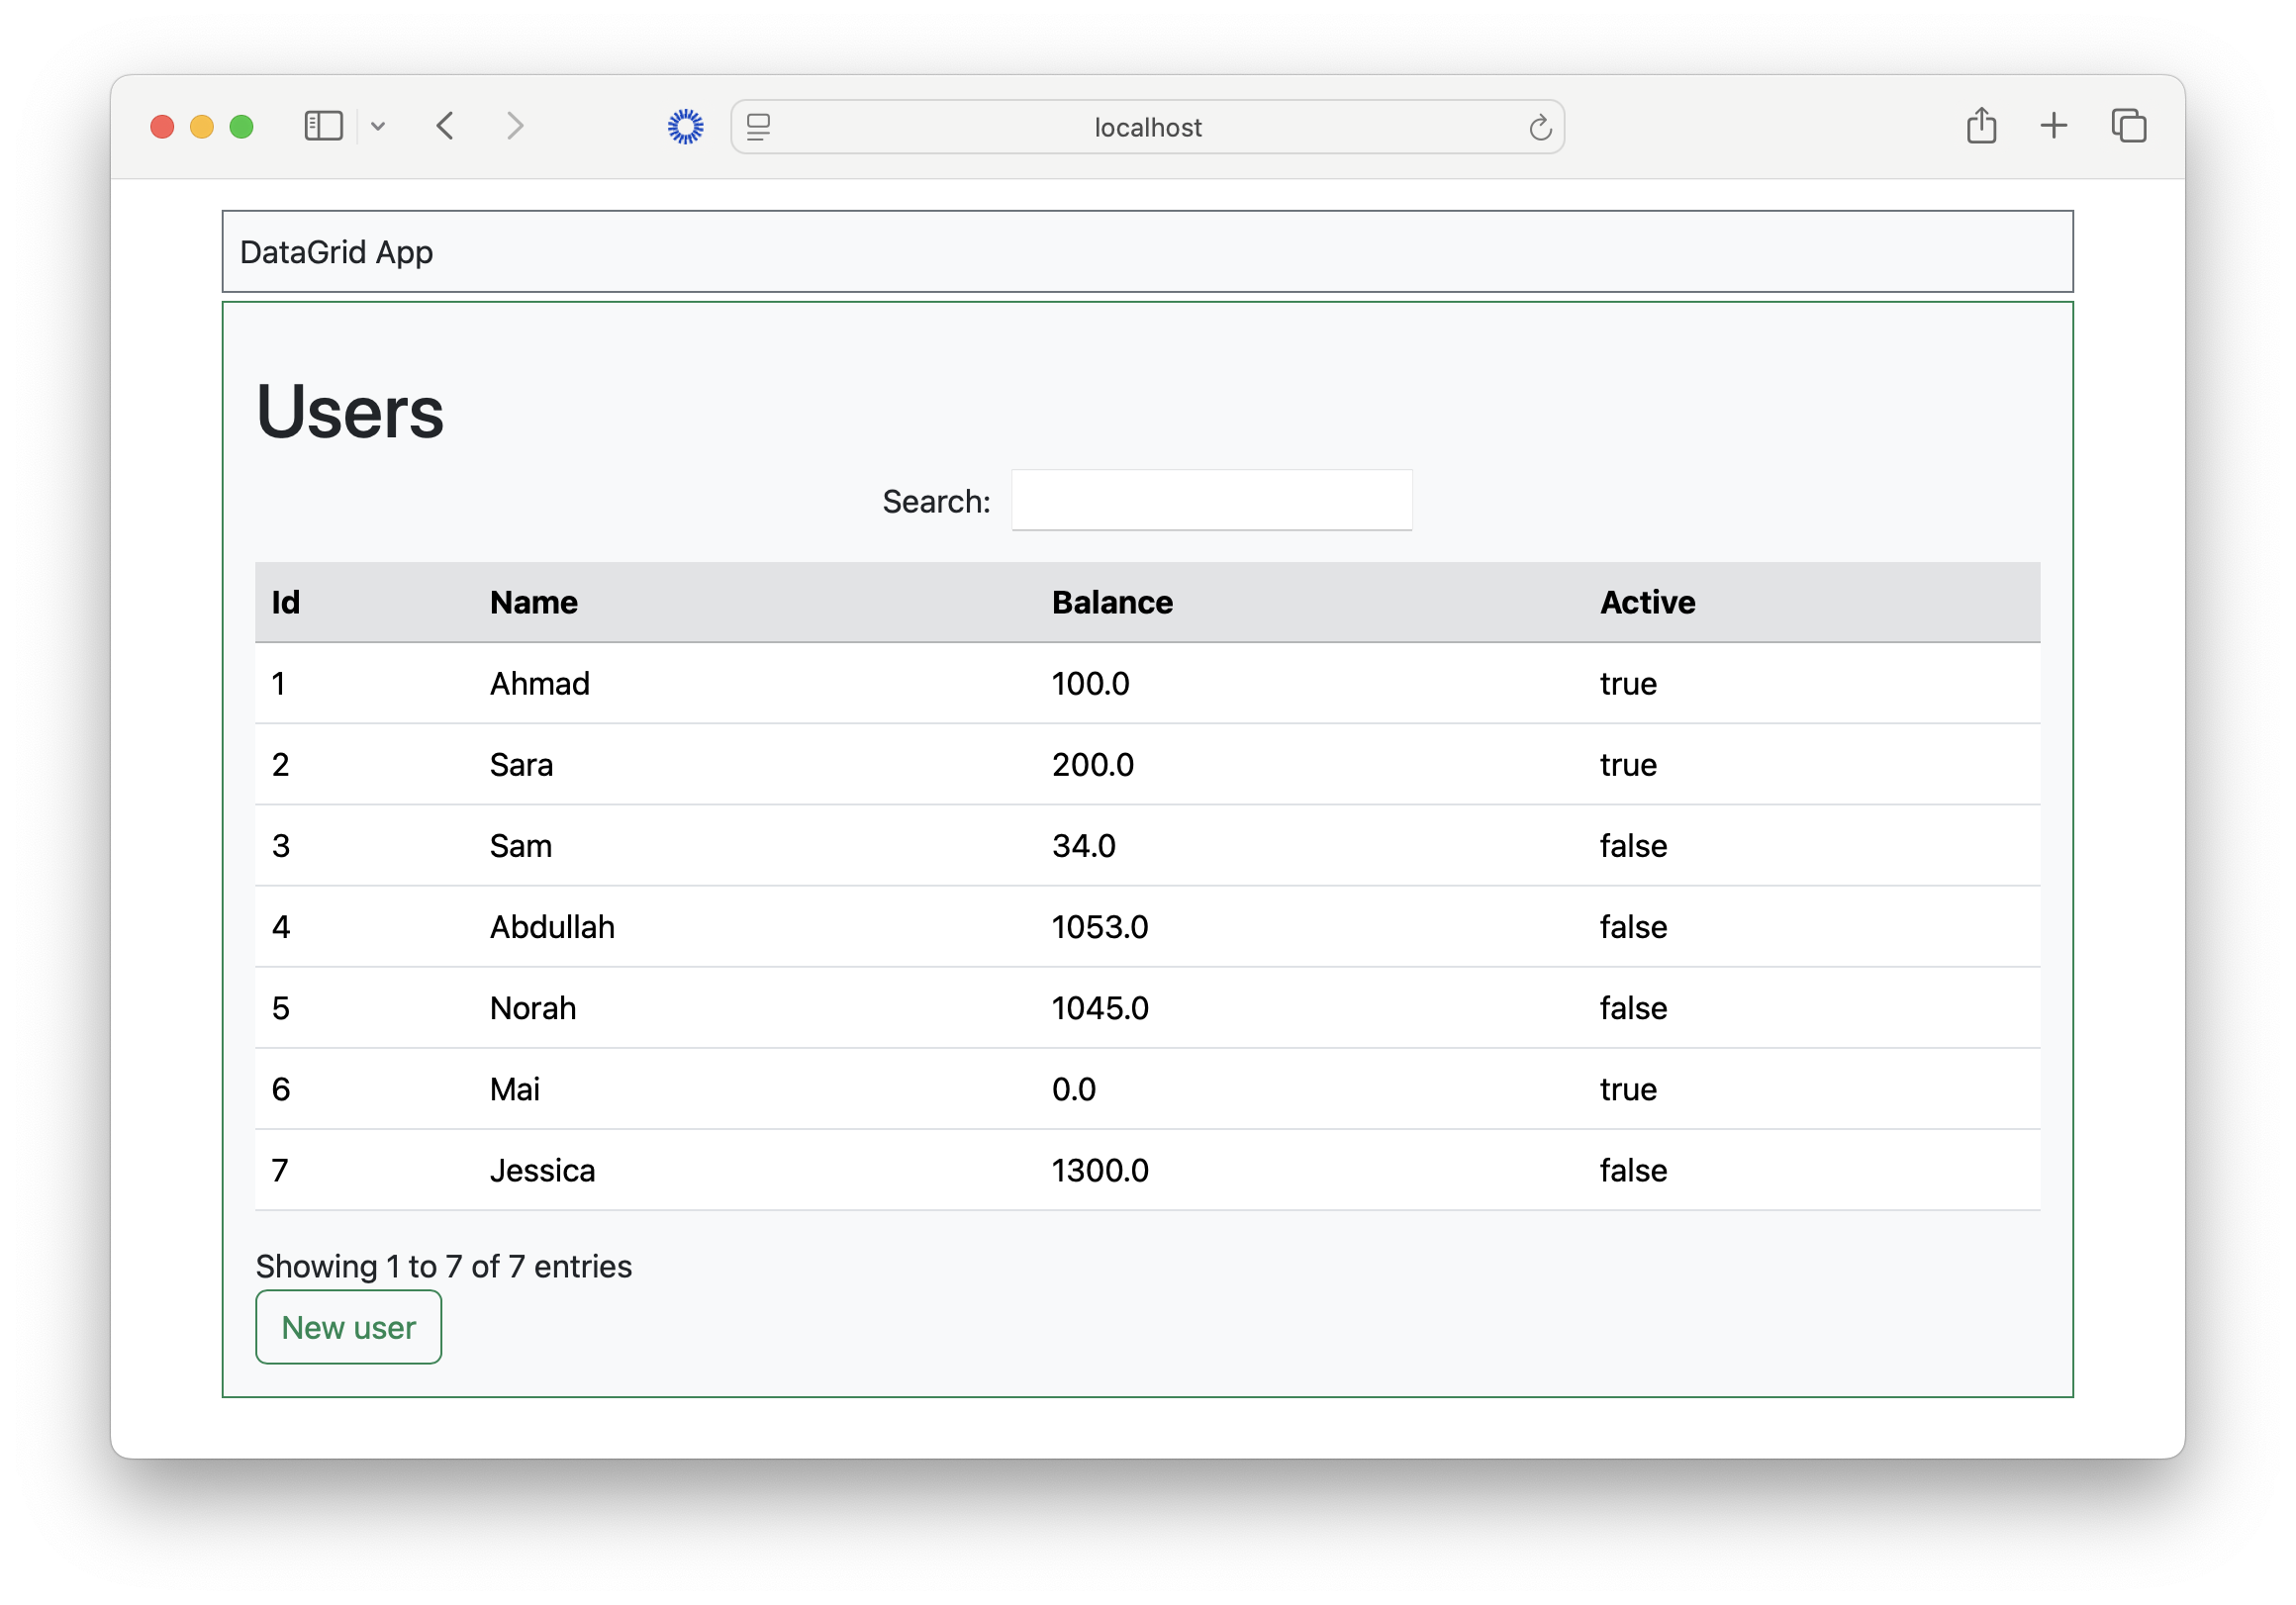 localhost
DataGrid App
Users
Search:
Id Name Balance Active
1 Ahmad 100.0 true
2 Sara 200.0 true
3 Sam 34.0 false
4 Abdullah 1053.0 false
5 Norah 1045.0 false
6 Mai 0.0 true
7 Jessica 1300.0 false
Showing 1 to 7 of 7 entries
New user